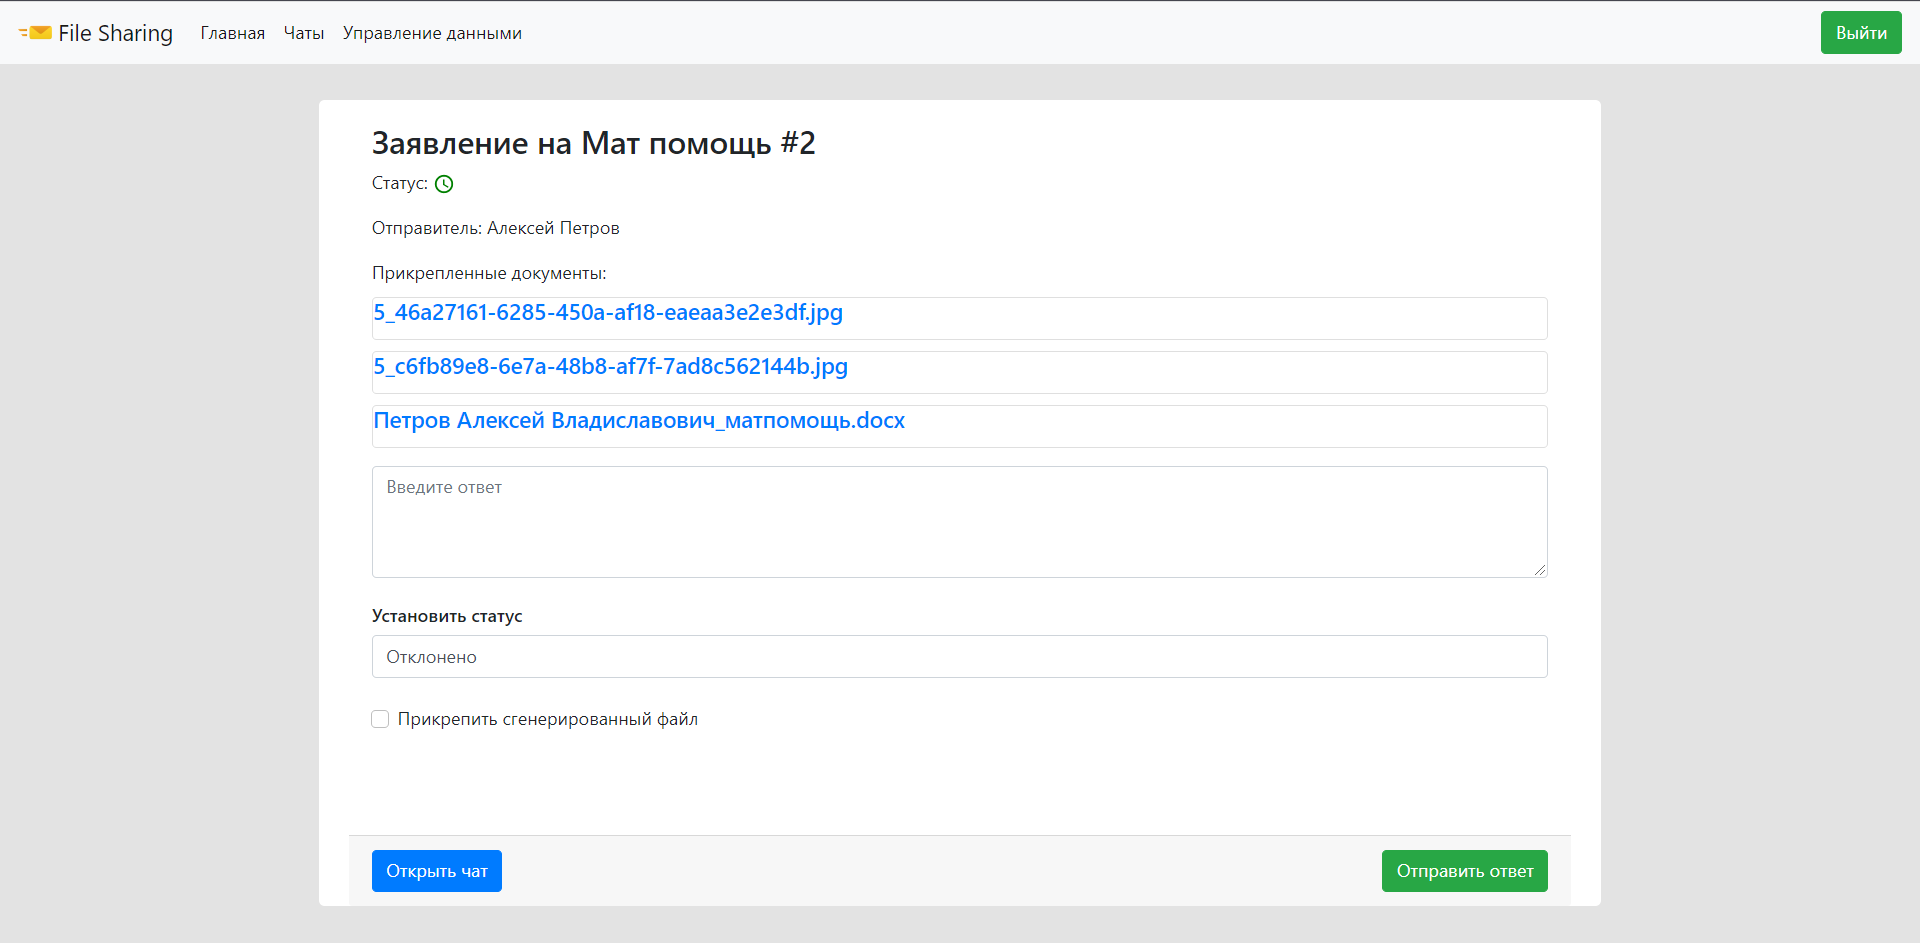 File Sharing Главная Чаты Управление данными Выйти
Заявление на Мат помощь #2
Статус:
Отправитель: Алексей Петров
Прикрепленные документы:
5_46a27161-6285-450a-af18-eaeaa3e2e3df.jpg
5_c6fb89e8-6e7a-48b8-af7f-7ad8c562144b.jpg
Петров Алексей Владиславович_матпомощь.docx
Введите ответ
Установить статус
Отклонено
Прикрепить сгенерированный файл
Открыть чат Отправить ответ